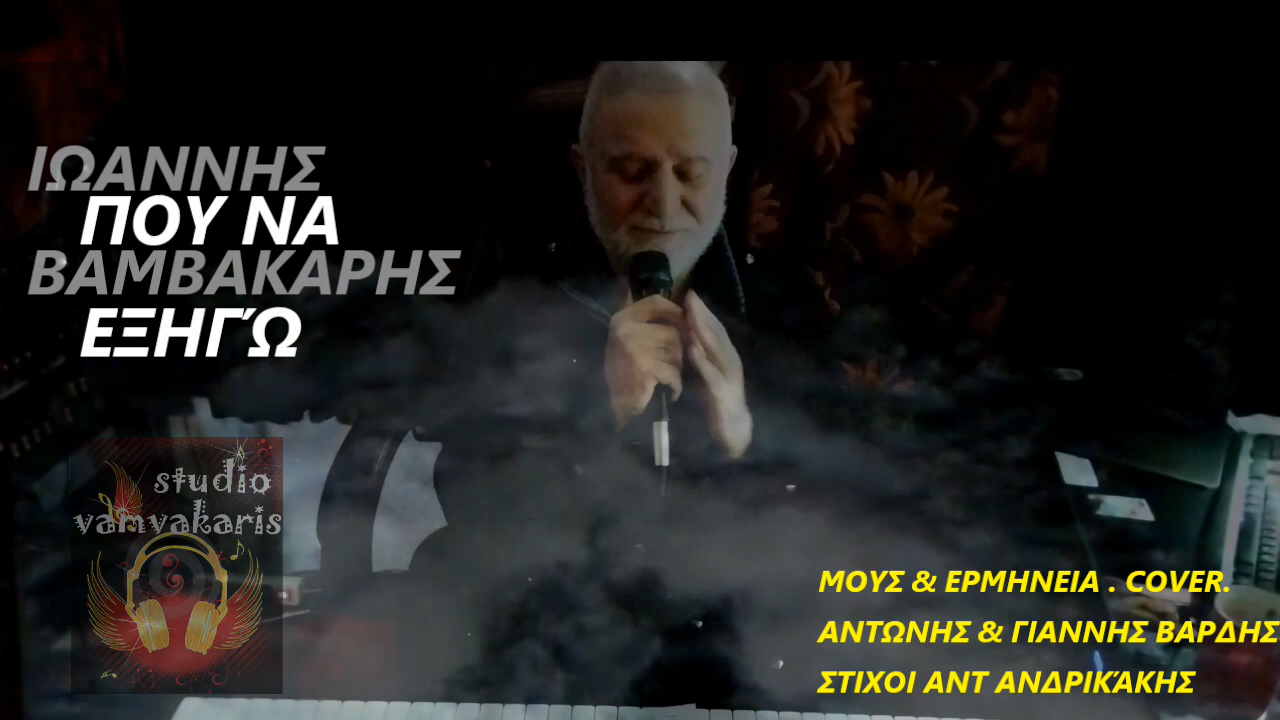 ΙΩΑΝΝΗΣ
ΠΟΥ ΝΑ
ΒΑΜΒΑΚΑΡΗΣ
ΕΞΗΓΏ
studio
vamvakaris
ΜΟΥΣ & ΕΡΜΗΝΕΙΑ . COVER.
ΑΝΤΩΝΗΣ & ΓΙΑΝΝΗΣ ΒΑΡΔΗΣ
ΣΤΙΧΟΙ ΑΝΤ ΑΝΔΡΙΚΆΚΗΣ